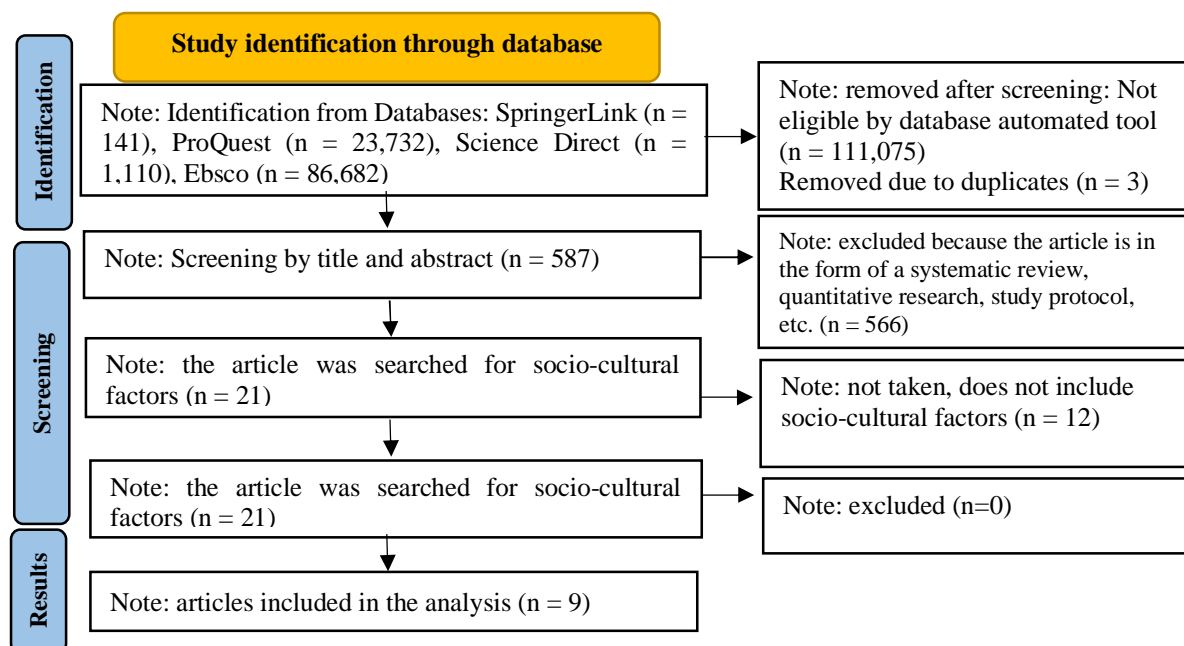 Study identification through database
Identification
Note: Identification from Databases: SpringerLink (n =
141), ProQuest (n = 23,732), Science Direct (n =
1,110), Ebsco (n = 86,682)
Note: removed after screening: Not
eligible by database automated tool
(n = 111,075)
Removed due to duplicates (n = 3)
Screening
Note: Screening by title and abstract (n = 587)
Note: excluded because the article is in
the form of a systematic review,
quantitative research, study protocol,
etc. (n = 566)
Note: the article was searched for socio-cultural
factors (n = 21)
Note: not taken, does not include
socio-cultural factors (n = 12)
Note: the article was searched for socio-cultural
factors (n = 21)
Note: excluded (n=0)
Results
Note: articles included in the analysis (n = 9)